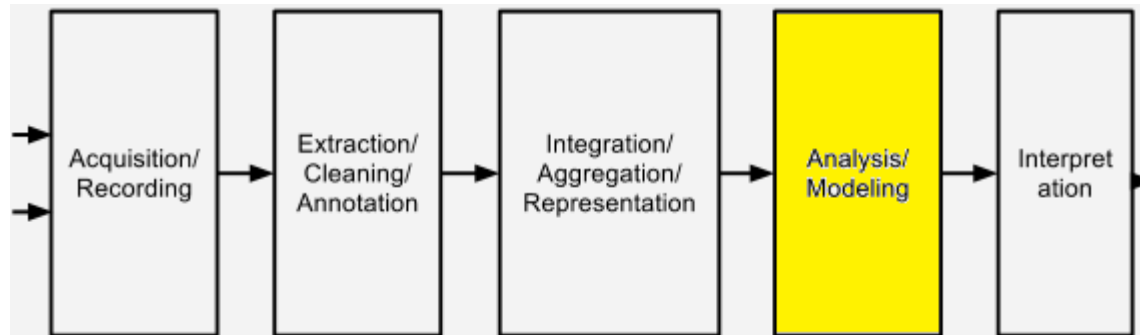 Acquisition/
Recording
Extraction/
Cleaning/
Annotation
Integration/
Aggregation/
Representation
Analysis/
Modeling
Interpret
ation